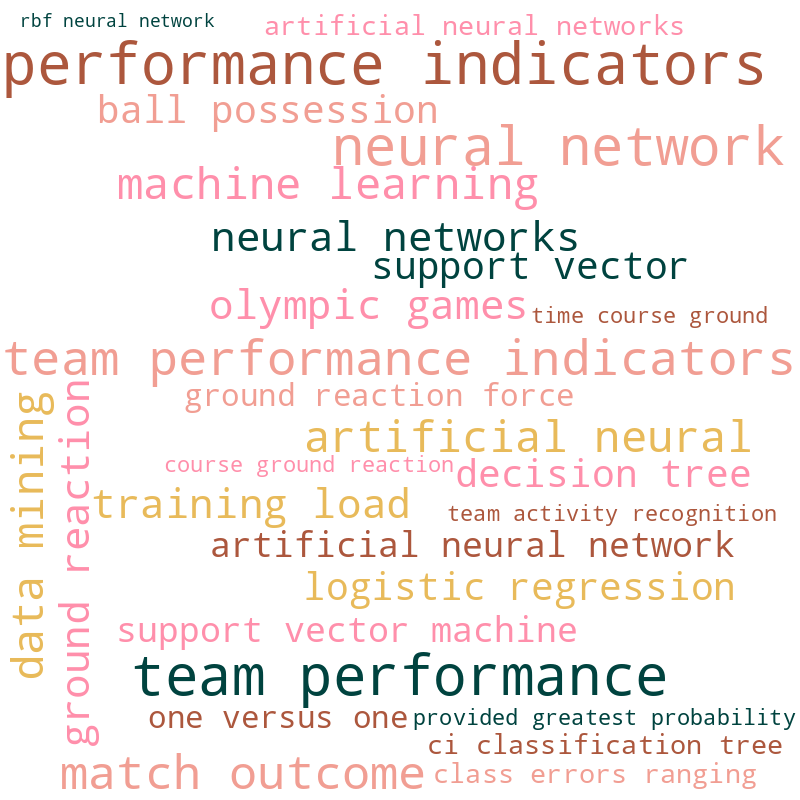 rbf neural network
artificial neural networks
performance indicators
ball possession
neural network
machine learning
neural networks
support vector
olympic games
time course ground
team performance indicators
ground reaction force
data mining
ground reaction
artificial neural
course ground reaction
decision tree
training load
team activity recognition
artificial neural network
logistic regression
support vector machine
team performance
one versus one
provided greatest probability
ci classification tree
match outcome
class errors ranging